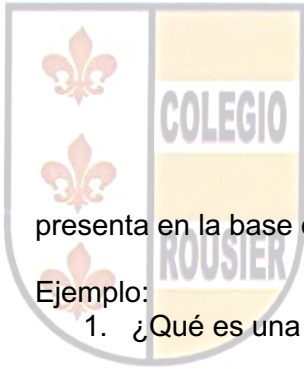 COLEGIO
presenta en la base
ROUSIER
Ejemplo:
1. ¿Qué es una